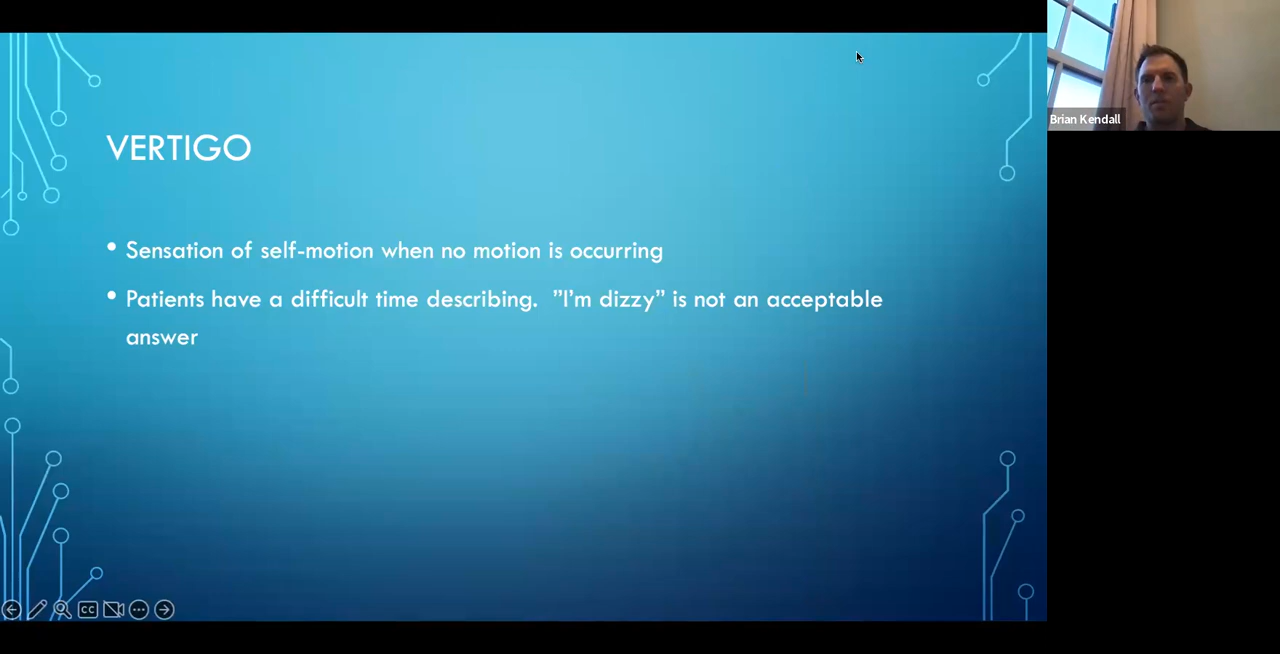 VERTIGO
• Sensation of self-motion when no motion is occurring
• Patients have a difficult time describing.  ”I’m dizzy” is not an acceptable
answer
Brian Kendall
CC